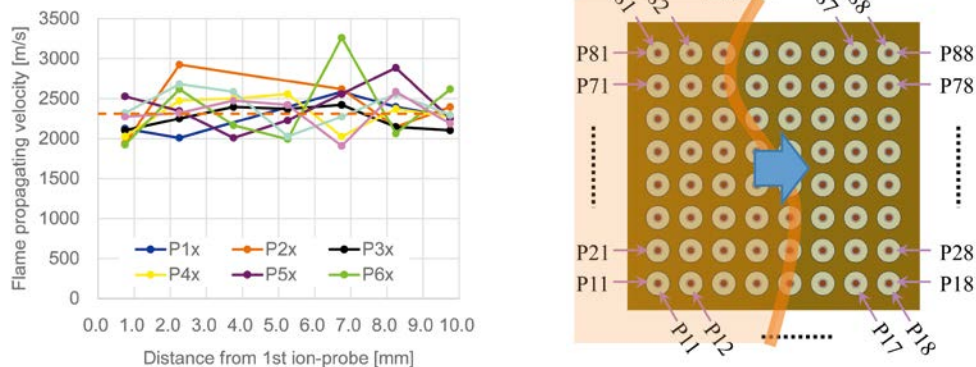 Flame propagating velocity [m/s]
3500
3000
2500
2000
1500
1000
500
0
P1x P2x P3x
P4x P5x P6x
0.0 1.0 2.0 3.0 4.0 5.0 6.0 7.0 8.0 9.0 10.0
Distance from 1st ion-probe [mm]
P81 P88
P71 P78
P21 P28
P11 P18
P11 P12 P17 P18